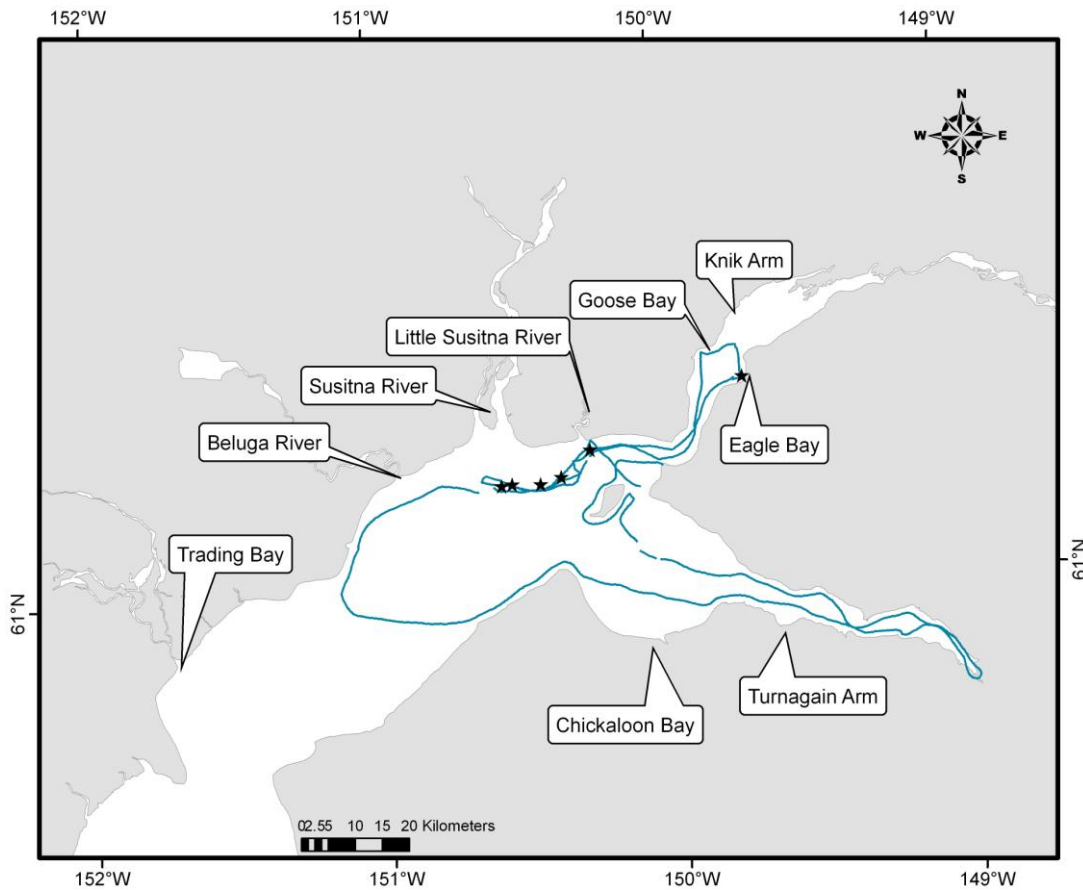 152°W 151°W 150°W 149°W
N
W E
S
Knik Arm
Goose Bay
Little Susitna River
Susitna River
Eagle Bay
Beluga River
Trading Bay
61°N
61°N
Turnagain Arm
Chickaloon Bay
02.55 10 15 20 Kilometers
152°W 151°W 150°W 149°W